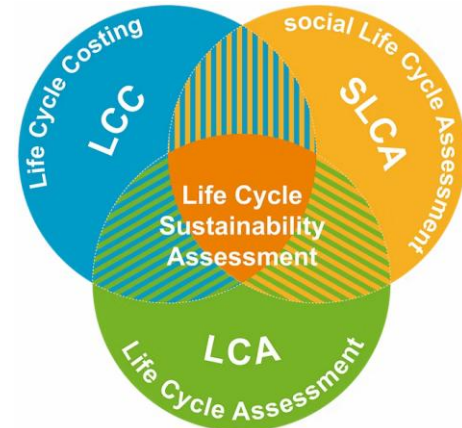 Life Cycle Costing
LCC
social Life Cycle Assessment
SLCA
Life Cycle
Sustainability
Assessment
LCA
Life Cycle Assessment